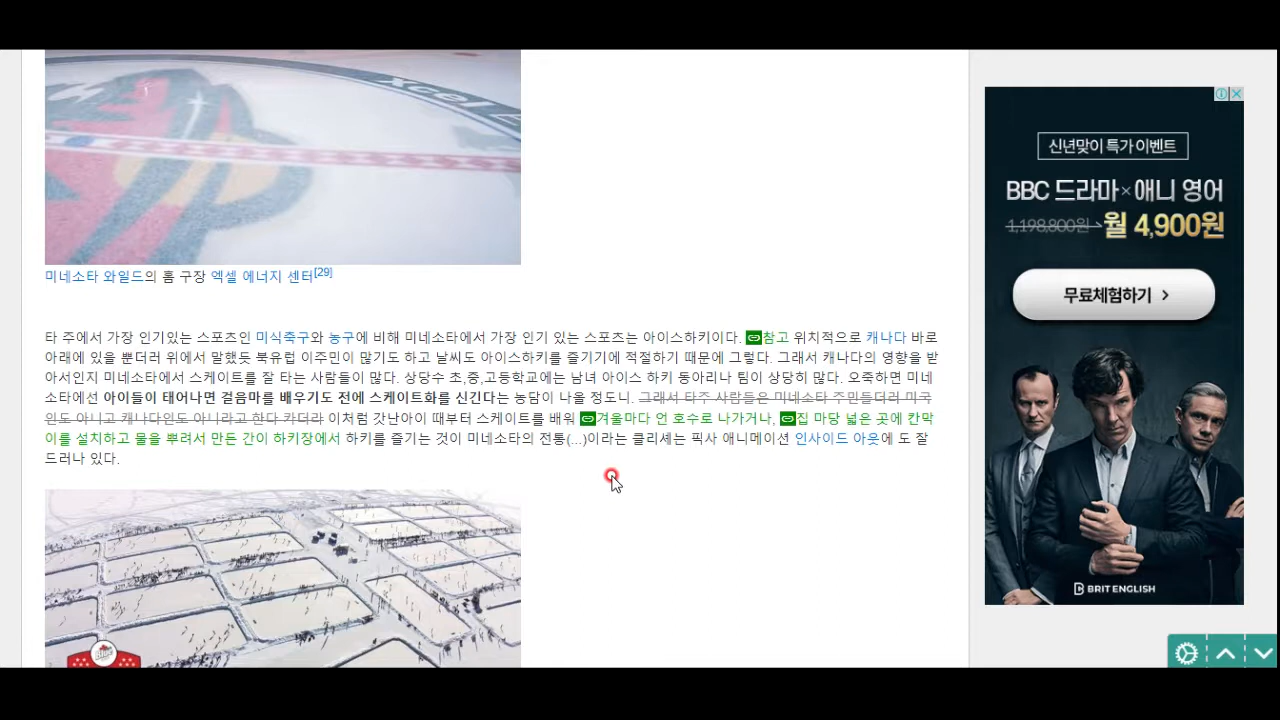 xcel E
미네소타 와일드의 홈 구장 엑셀 에너지 센터[29]
타 주에서 가장 인기있는 스포츠인 미식축구와 농구에 비해 미네소타에서 가장 인기 있는 스포츠는 아이스하키이다. 참고 위치적으로 캐나다 바로
아래에 있을 뿐더러 위에서 말했듯 북유럽 이주민이 많기도 하고 날씨도 아이스하키를 즐기기에 적절하기 때문에 그렇다. 그래서 캐나다의 영향을 받
아서인지 미네소타에서 스케이트를 잘 타는 사람들이 많다. 상당수 초,중,고등학교에는 남녀 아이스 하키 동아리나 팀이 상당히 많다. 오죽하면 미네
소타에선 아이들이 태어나면 걸음마를 배우기도 전에 스케이트화를 신긴다는 농담이 나올 정도니. 그래서 타주 사람들은 미네소타 주민들더러 미국
인도 아니고 캐나다인도 아니라고 한다 카더라 이처럼 갓난아이 때부터 스케이트를 배워 겨울마다 언 호수로 나가거나, 집 마당 넓은 곳에 칸막
이를 설치하고 물을 뿌려서 만든 간이 하키장에서 하키를 즐기는 것이 미네소타의 전통(...)이라는 클리셰는 픽사 애니메이션 인사이드 아웃에 도 잘
드러나 있다.
신년맞이 특가 이벤트
BBC 드라마×애니 영어
1,198,800원→월 4,900원
무료체험하기 >
BRIT ENGLISH